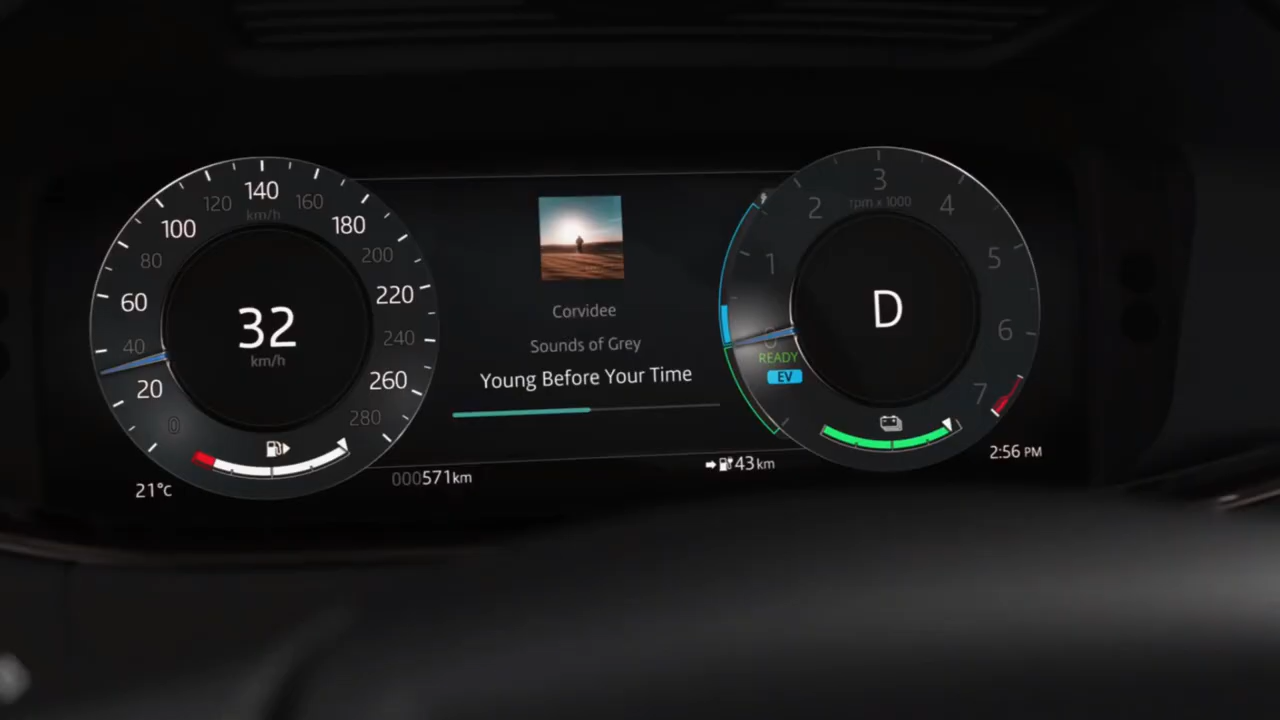 0
20
40
60
80
100
120
140
160
180
200
220
240
260
280
km/h
32
km/h
21°c
Corvidee
Sounds of Grey
Young Before Your Time
000571km
43km
0
1
2
3
4
5
6
7
rpm x 1000
D
READY
EV
2:56 PM